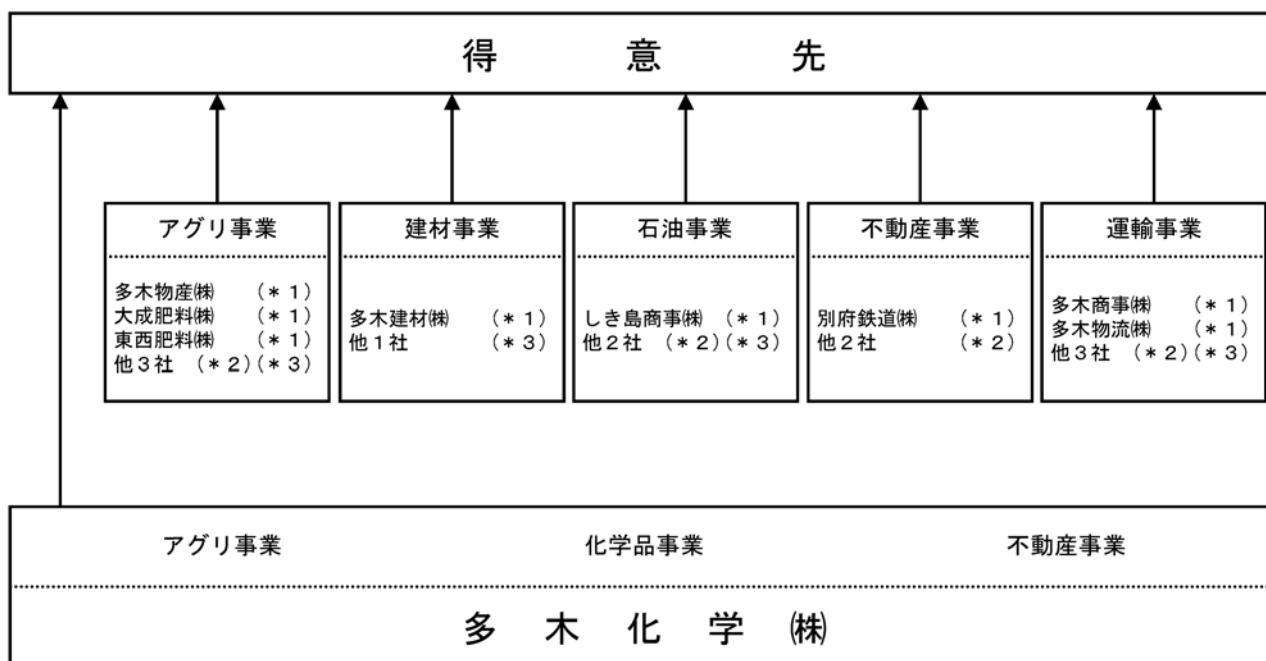 得意先
アグリ事業
多木物産㈱ (＊1)
大成肥料㈱ (＊1)
東西肥料㈱ (＊1)
他3社 (＊2)(＊3)
建材事業
多木建材㈱ (＊1)
他1社 (＊3)
石油事業
しき島商事㈱ (＊1)
他2社 (＊2)(＊3)
不動産事業
別府鉄道㈱ (＊1)
他2社 (＊2)
運輸事業
多木商事㈱ (＊1)
多木物流㈱ (＊1)
他3社 (＊2)(＊3)
アグリ事業 化学品事業 不動産事業
多木化学㈱